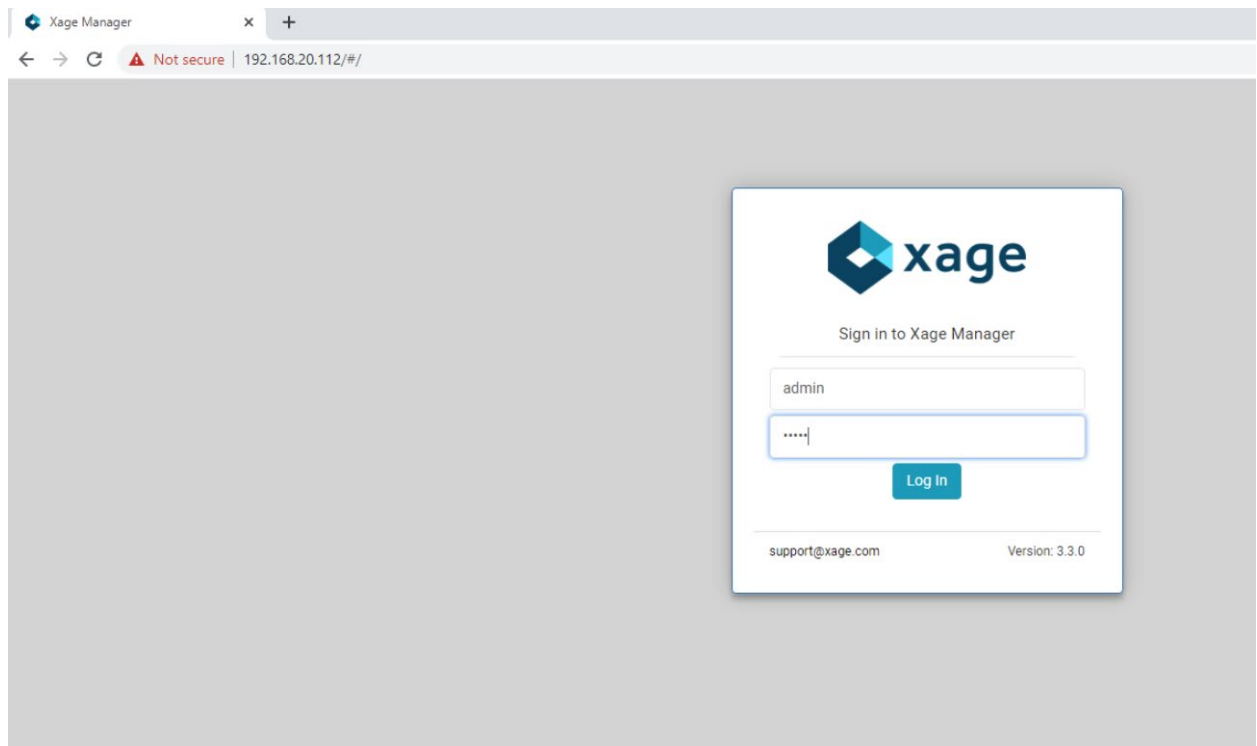 Xage Manager
Not secure | 192.168.20.112/#/
xage
Sign in to Xage Manager
admin
•••••
Log In
support@xage.com Version: 3.3.0